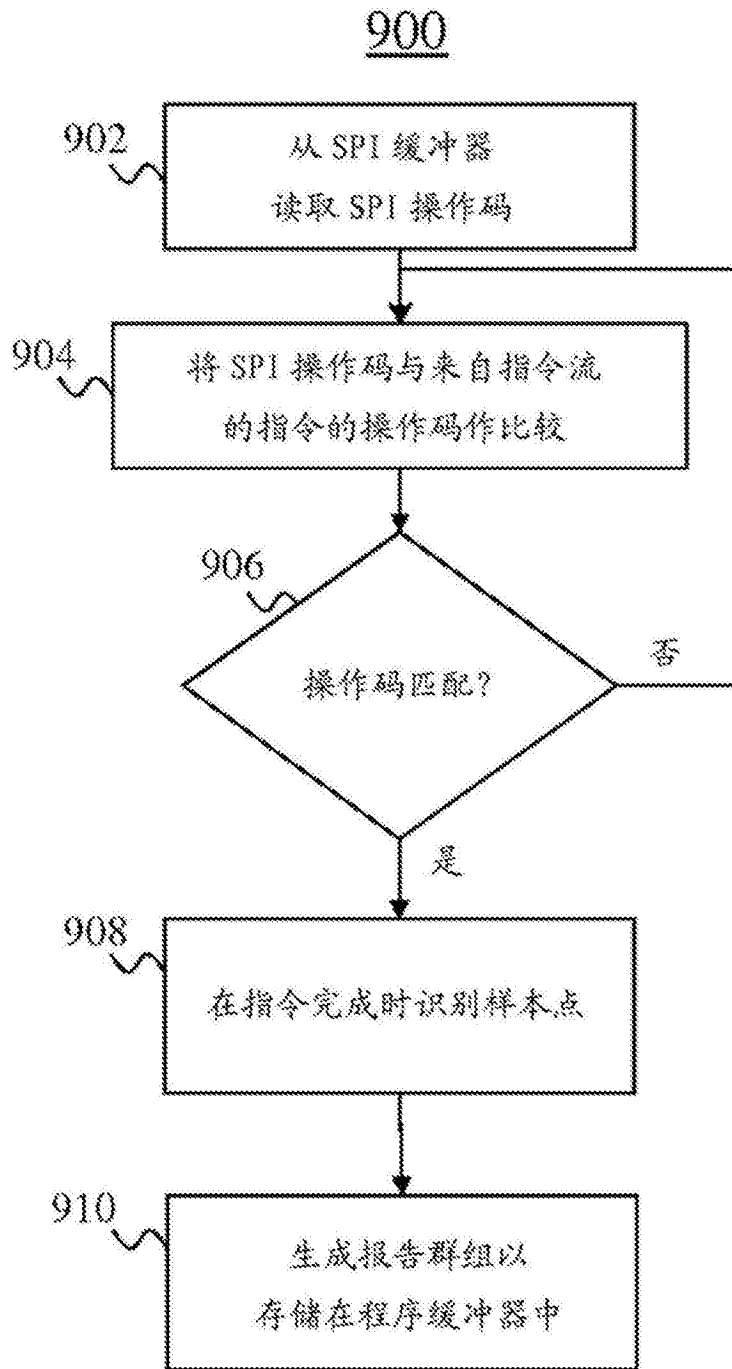 900
902
从 SPI 缓冲器
读取 SPI 操作码
904
将 SPI 操作码与来自指令流
的指令的操作码作比较
906
操作码匹配?
否
是
908
在指令完成时识别样本点
910
生成报告群组以
存储在程序缓冲器中